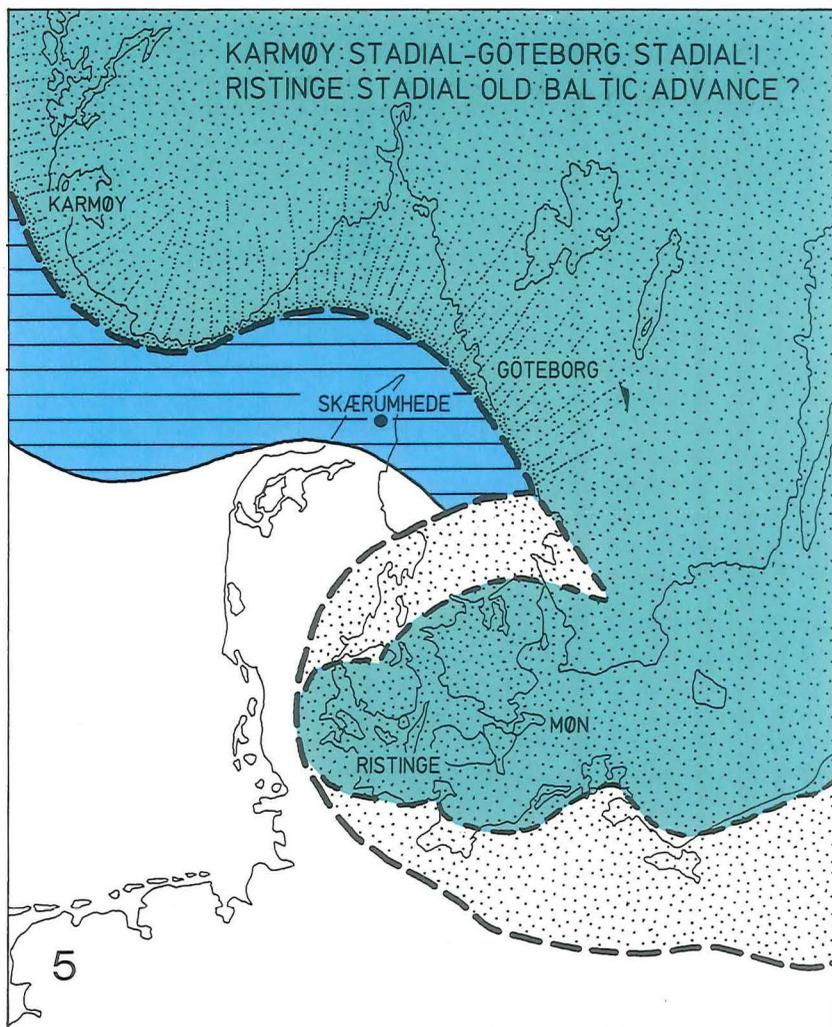 KARMØY STADIAL-GÖTEBORG STADIAL I
RISTINGE STADIAL OLD BALTIC ADVANCE ?
KARMØY
GÖTEBORG
SKÆRUMHEDE
MØN
RISTINGE
5